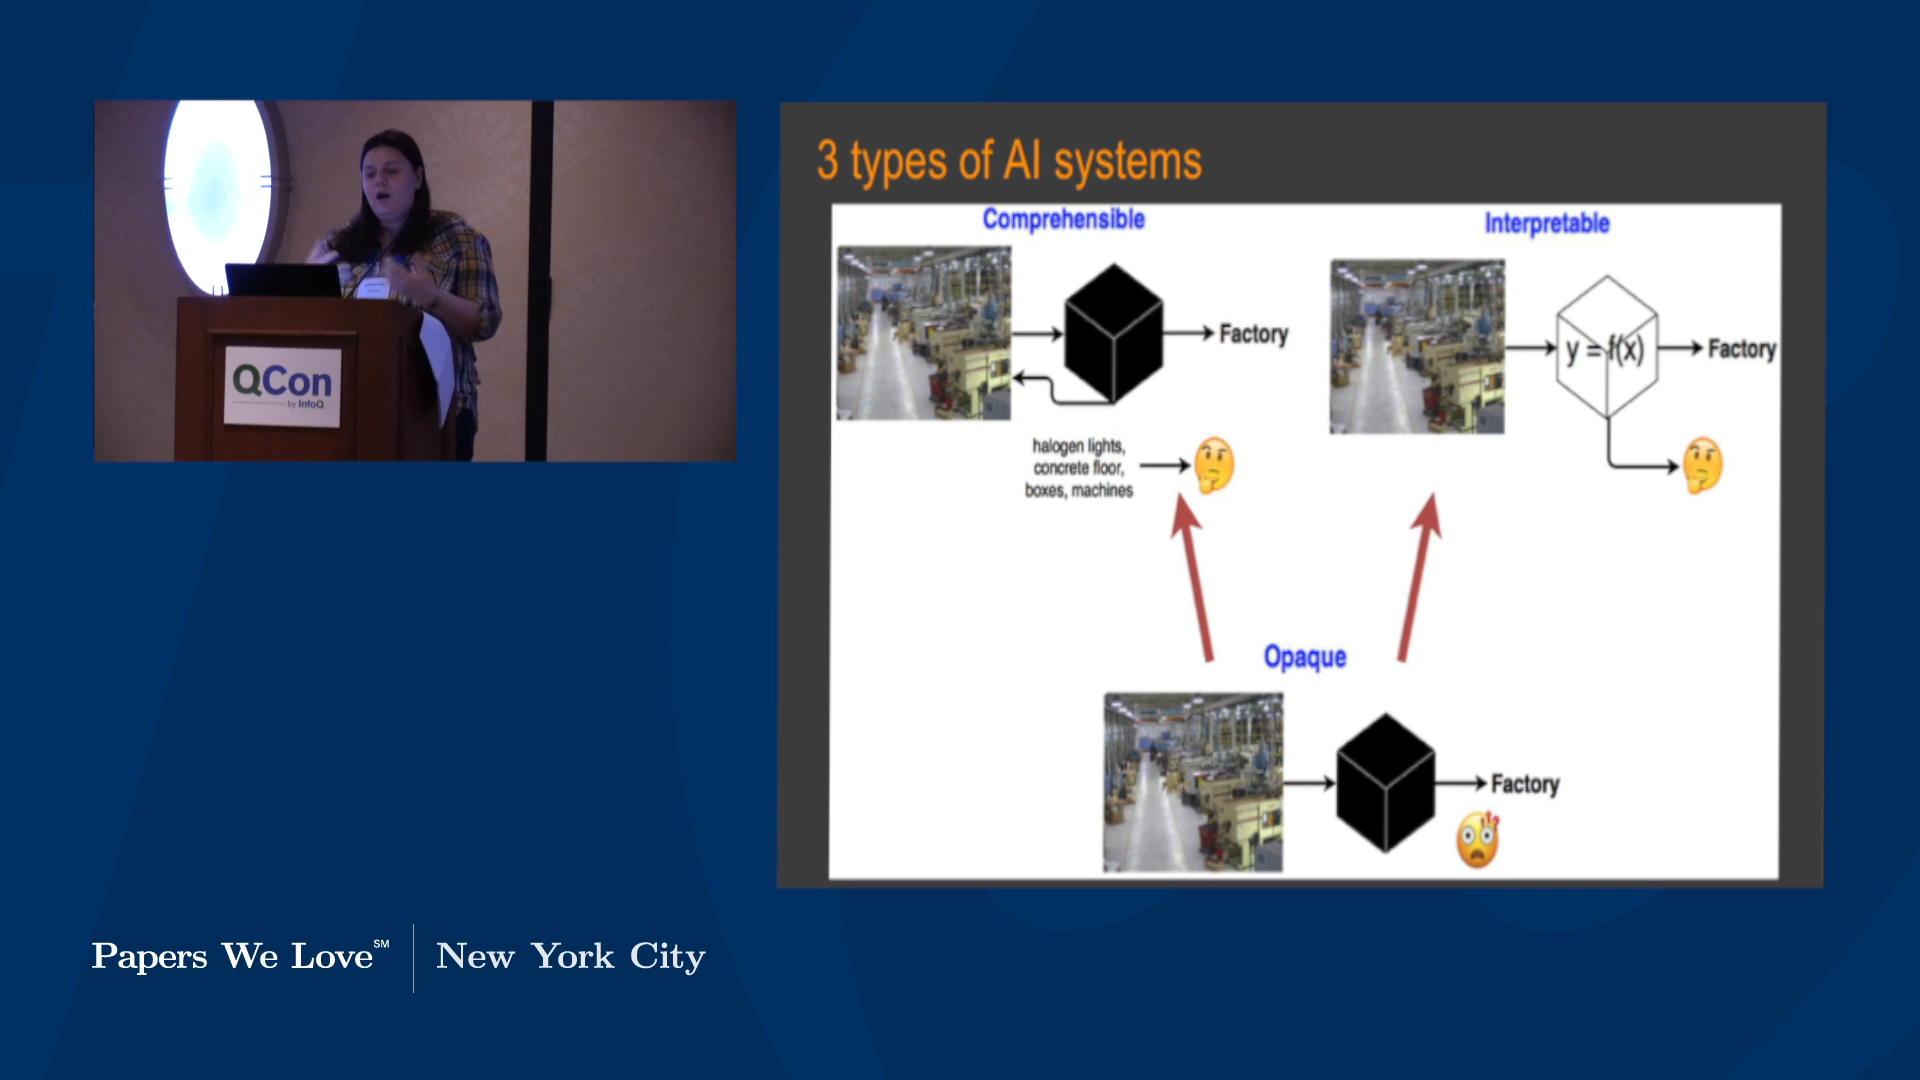 3 types of AI systems
Comprehensible
Interpretable
Factory
y = f(x)
Factory
halogen lights,
concrete floor,
boxes, machines
Opaque
Factory
QCon
by InfoQ
Papers We Love℠
New York City